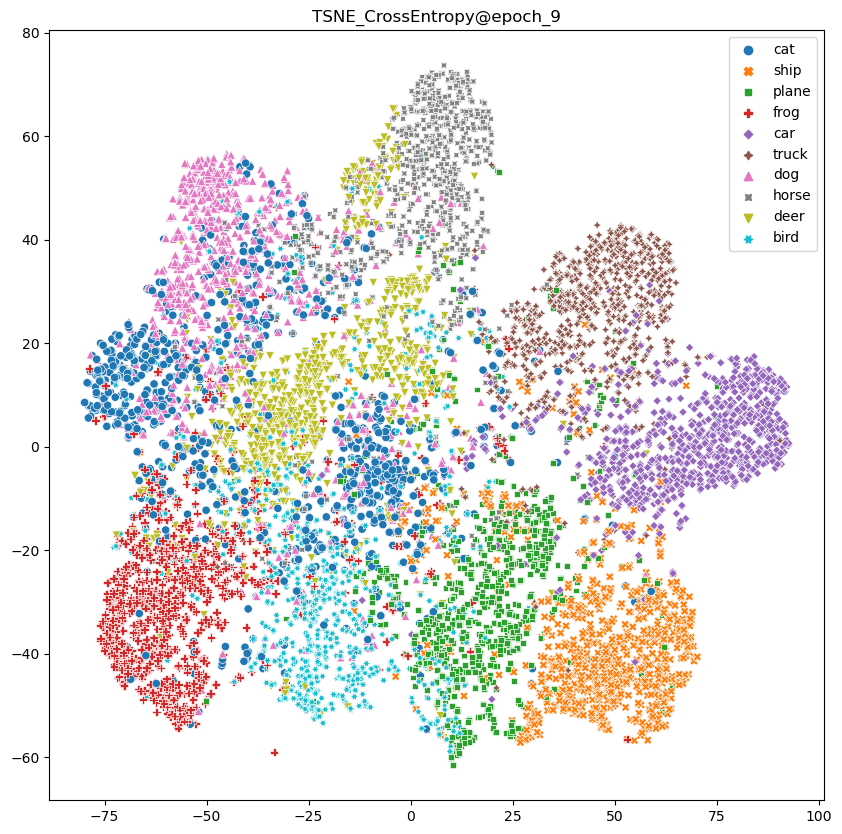 TSNE_CrossEntropy@epoch_9
80
60
40
20
0
−20
−40
−60
−75
−50
−25
0
25
50
75
100
cat
ship
plane
frog
car
truck
dog
horse
deer
bird